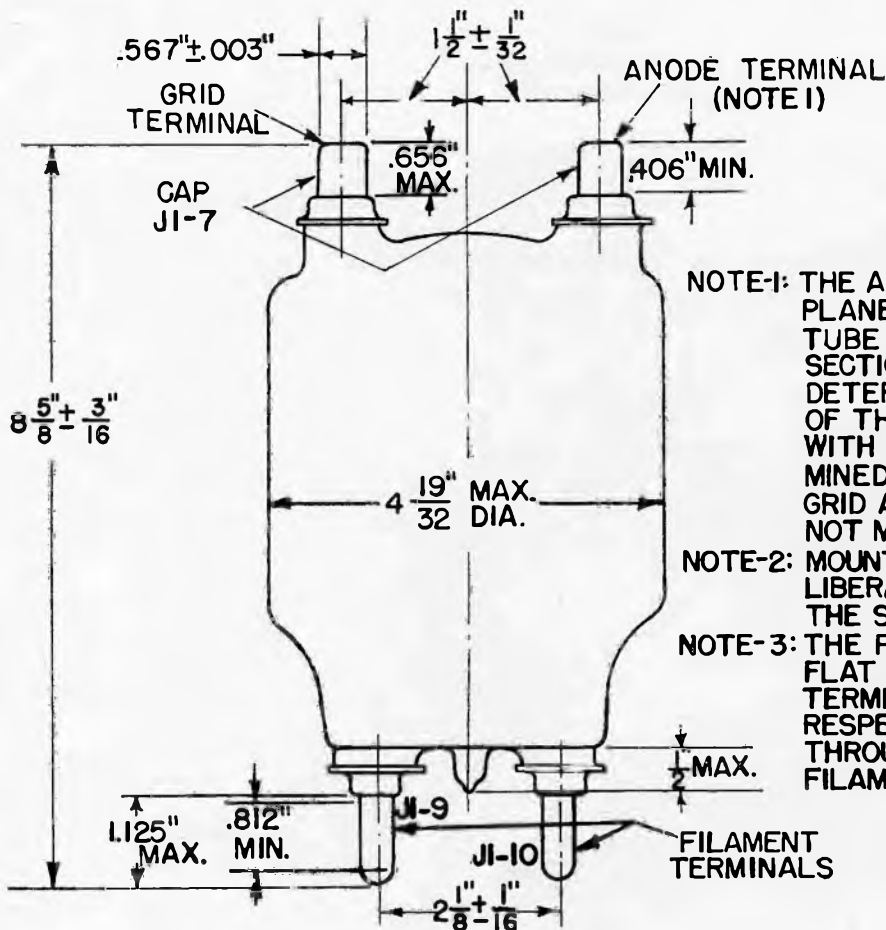 .567"±.003"
1 1/2" ± 1/32"
GRID
TERMINAL
ANODE TERMINAL
(NOTE 1)
.656"
MAX.
.406" MIN.
CAP
J1-7
8 5/8" ± 3/16"
4 19/32" MAX.
DIA.
NOTE-1: THE A
PLANE
TUBE
SECTIO
DETER
OF TH
WITH
MINED
GRID A
NOT M
NOTE-2: MOUNT
LIBERA
THE S
NOTE-3: THE F
FLAT
TERMI
RESPE
THROU
FILAM
1/2" MAX.
1.125"
MAX.
.812"
MIN.
J1-9
J1-10
FILAMENT
TERMINALS
2 1/8" ± 1/16"